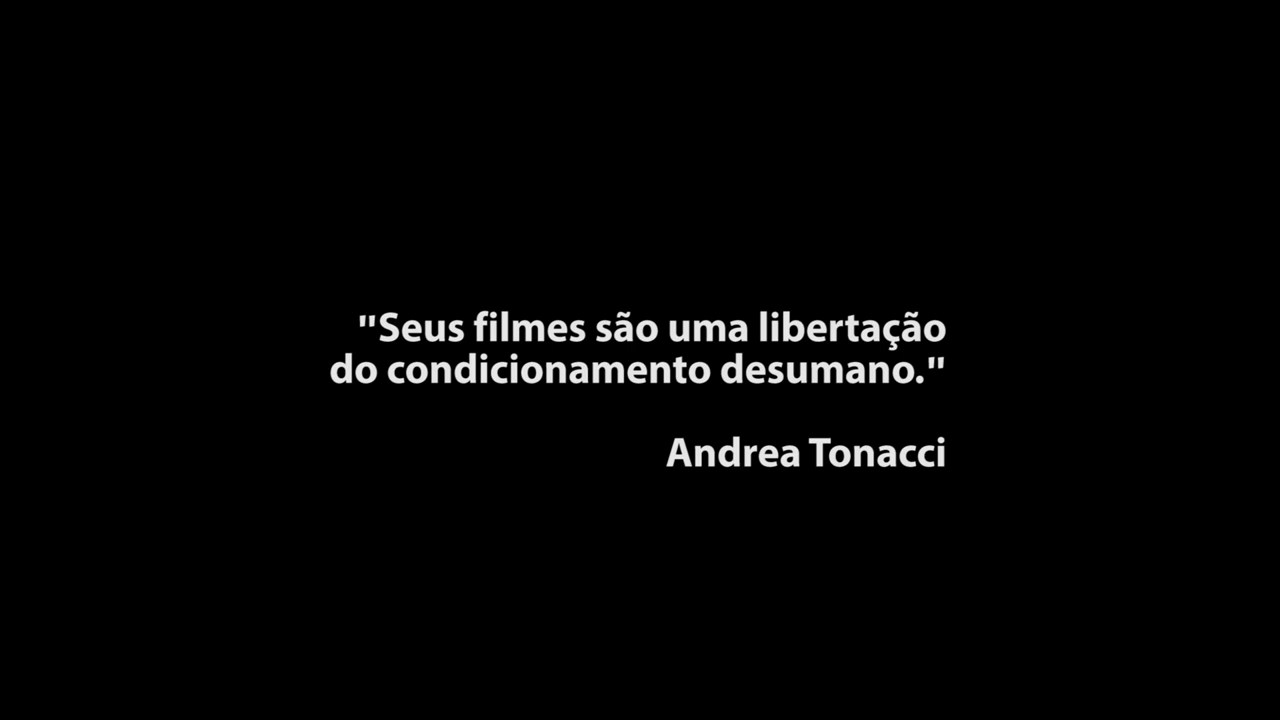 "Seus filmes são uma libertação
do condicionamento desumano."
Andrea Tonacci